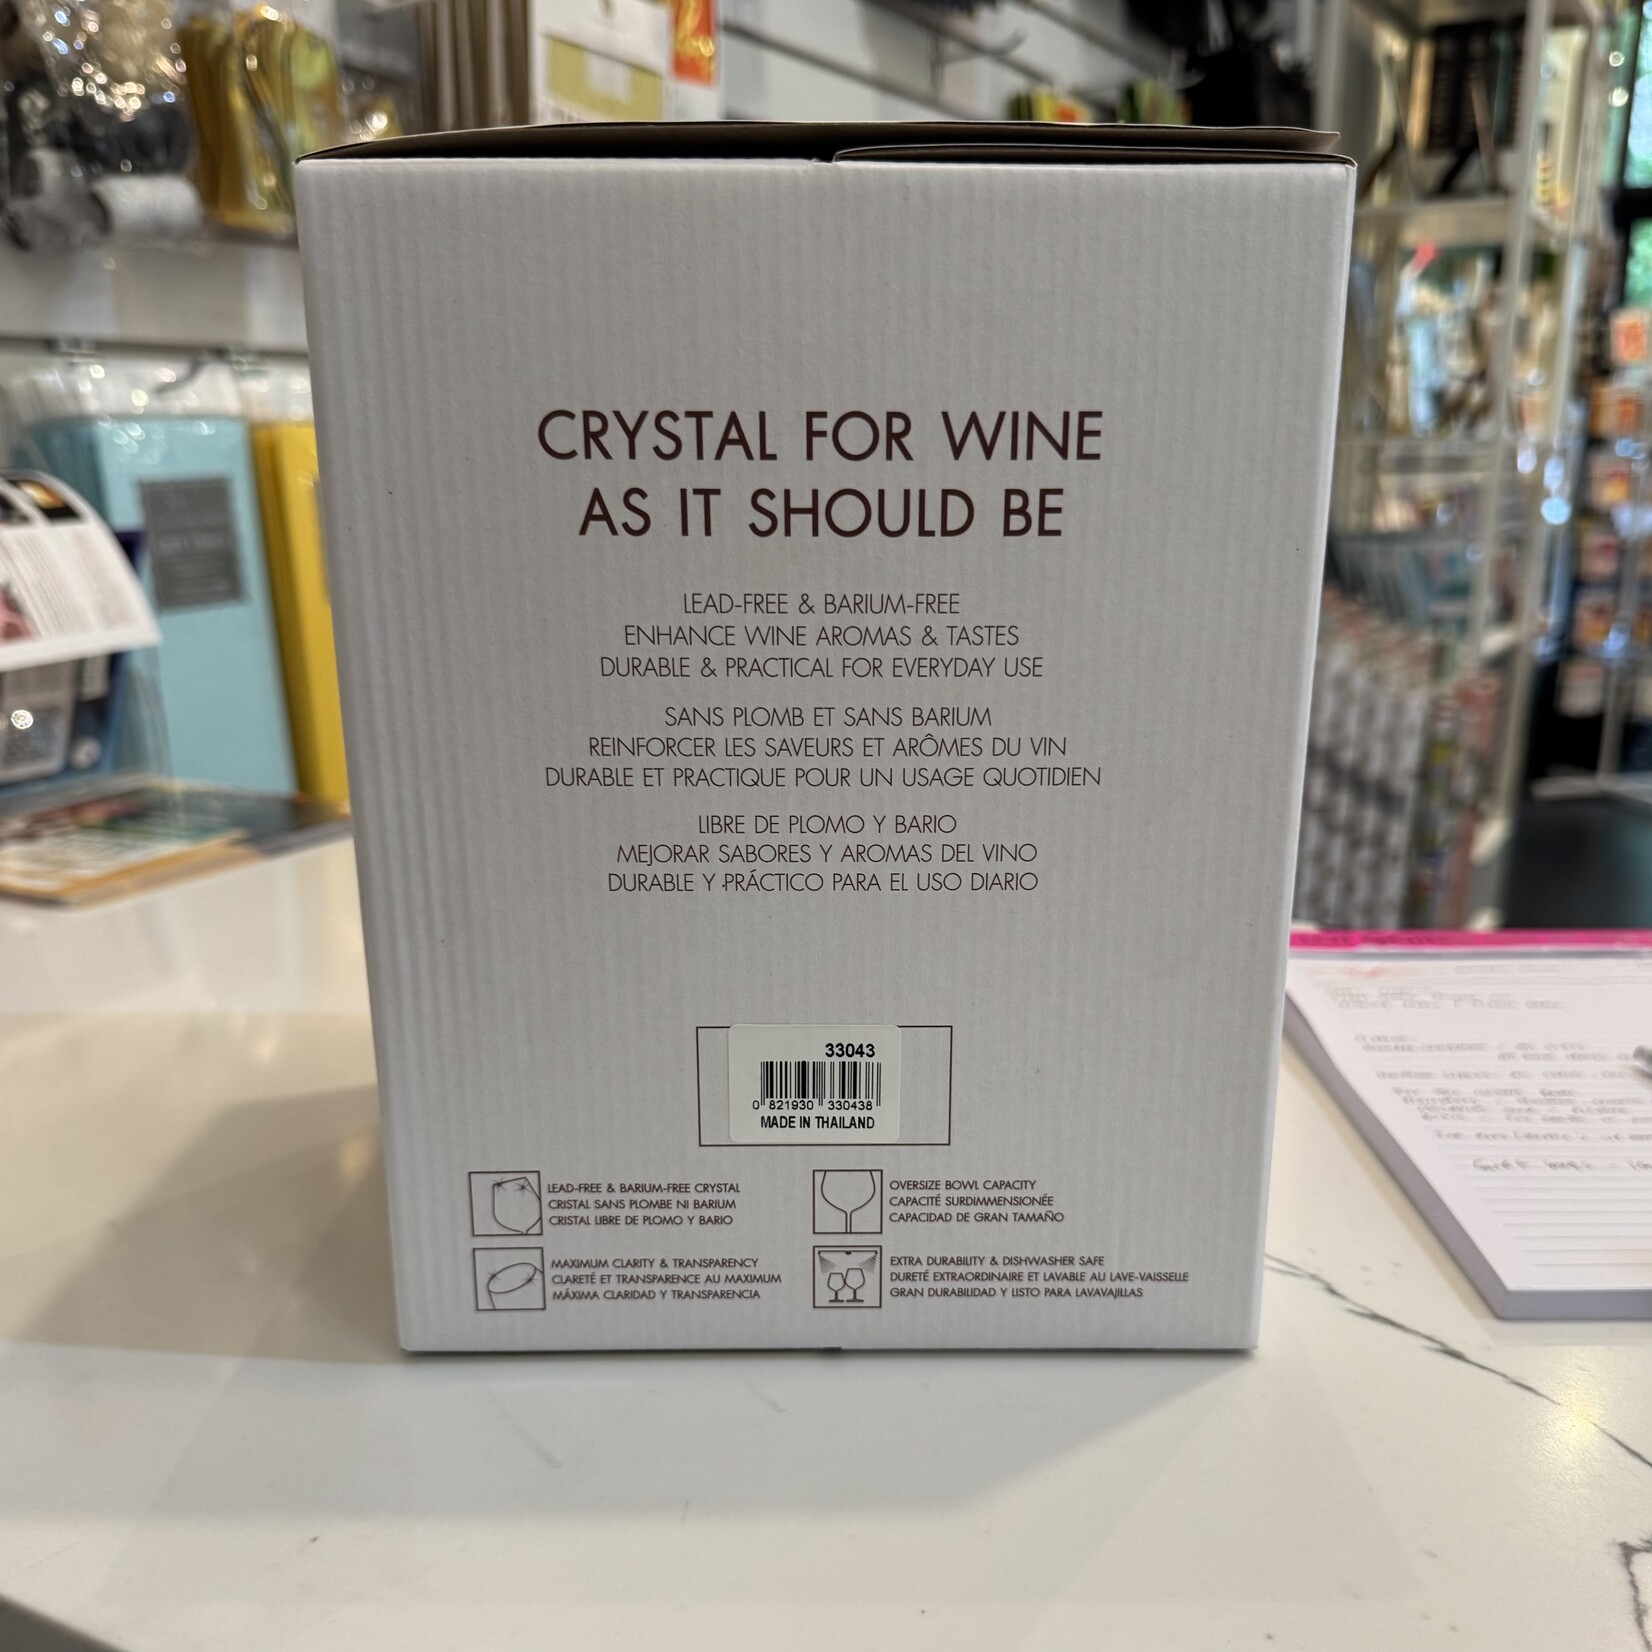 CRYSTAL FOR WINE
AS IT SHOULD BE
LEAD-FREE & BARIUM-FREE
ENHANCE WINE AROMAS & TASTES
DURABLE & PRACTICAL FOR EVERYDAY USE
SANS PLOMB ET SANS BARIUM
REINFORCER LES SAVEURS ET ARÔMES DU VIN
DURABLE ET PRACTIQUE POUR UN USAGE QUOTIDIEN
LIBRE DE PLOMO Y BARIO
MEJORAR SABORES Y AROMAS DEL VINO
DURABLE Y PRÁCTICO PARA EL USO DIARIO
33043
0 821930 330438
MADE IN THAILAND
LEAD-FREE & BARIUM-FREE CRYSTAL
CRISTAL SANS PLOMBE NI BARIUM
CRISTAL LIBRE DE PLOMO Y BARIO
OVERSIZE BOWL CAPACITY
CAPACITÉ SURDIMMENSIONÉE
CAPACIDAD DE GRAN TAMAÑO
MAXIMUM CLARITY & TRANSPARENCY
CLARETÉ ET TRANSPARENCE AU MAXIMUM
MÁXIMA CLARIDAD Y TRANSPARENCIA
EXTRA DURABILITY & DISHWASHER SAFE
DURETÉ EXTRAORDINAIRE ET LAVABLE AU LAVE-VAISSELLE
GRAN DURABILIDAD Y LISTO PARA LAVAVAJILLAS